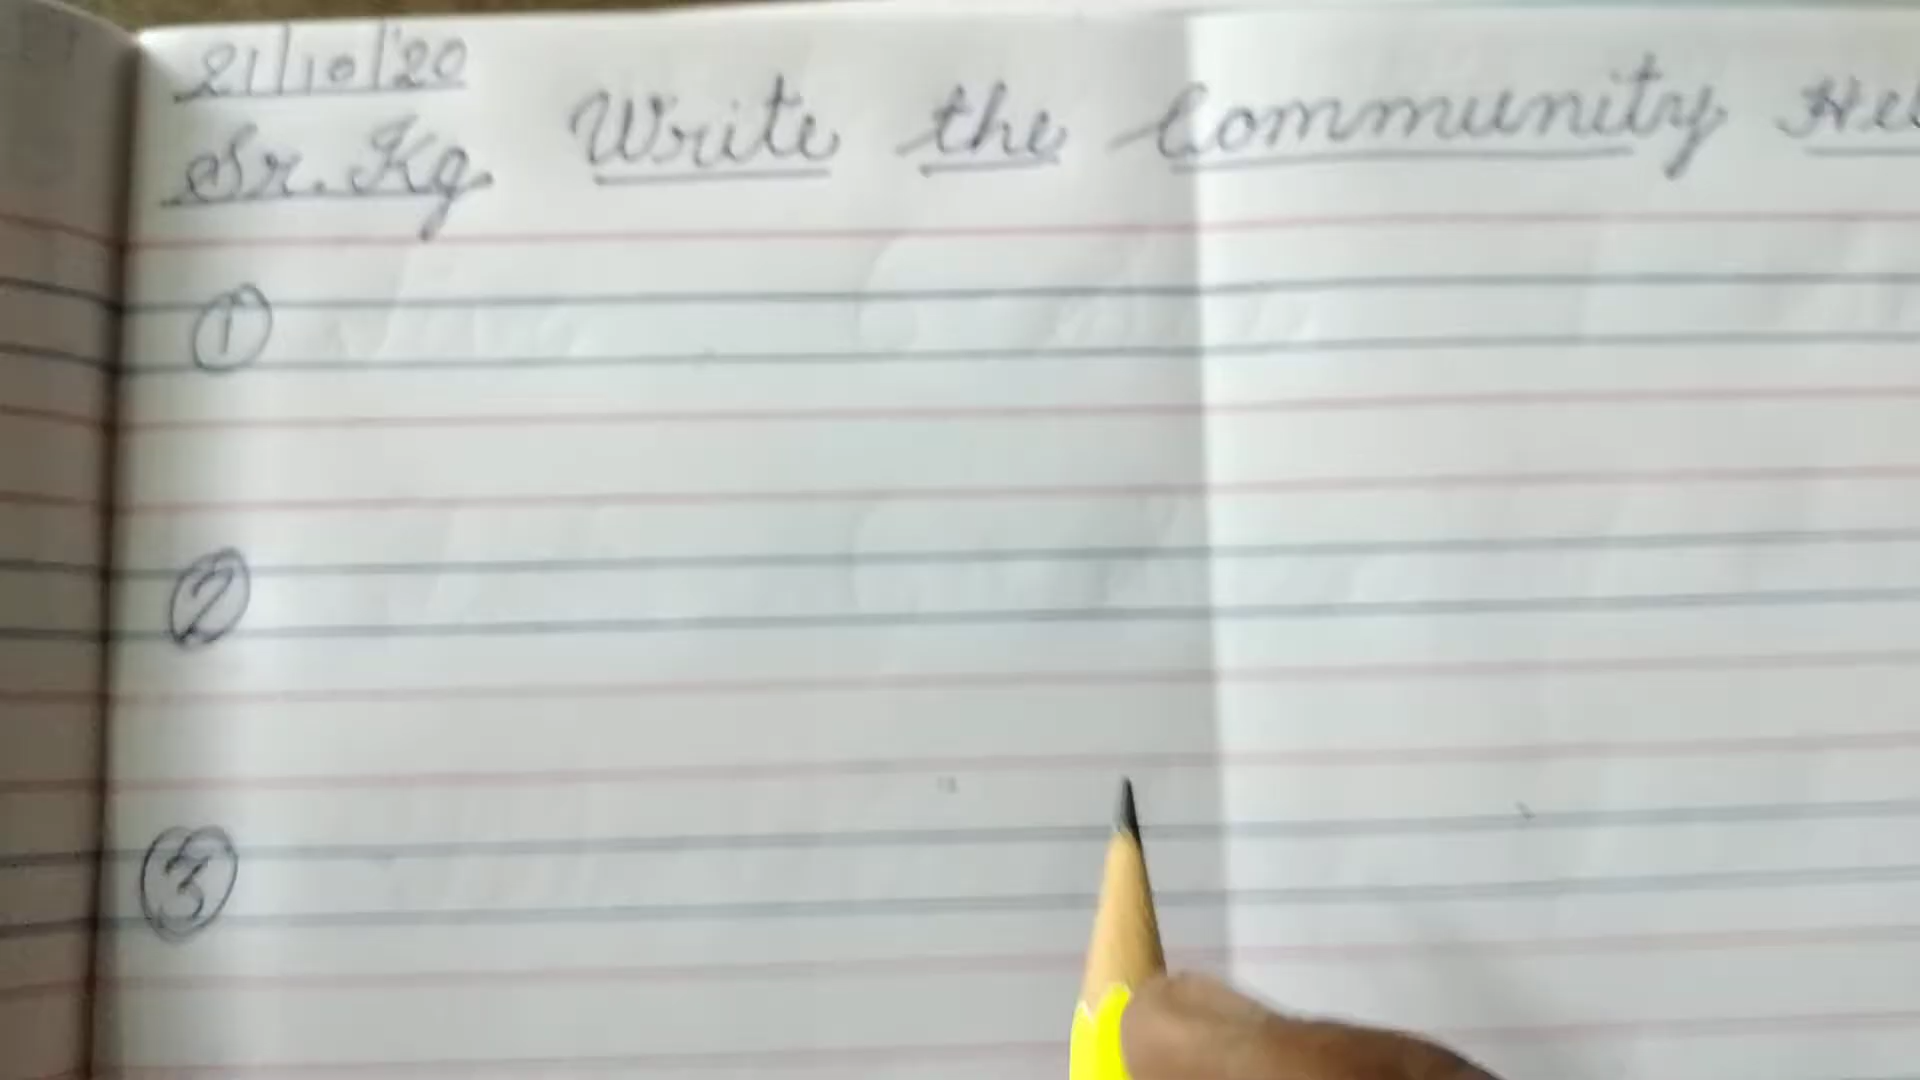 21/10/'20
Sr. Kg. Write the Community
①
②
③